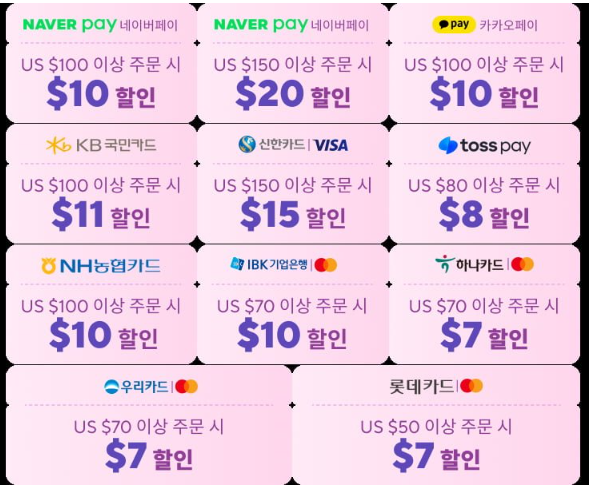 NAVER pay 네이버페이
US $100 이상 주문 시
$10 할인
NAVER pay 네이버페이
US $150 이상 주문 시
$20 할인
pay 카카오페이
US $100 이상 주문 시
$10 할인
KB 국민카드
US $100 이상 주문 시
$11 할인
신한카드 | VISA
US $150 이상 주문 시
$15 할인
toss pay
US $80 이상 주문 시
$8 할인
NH농협카드
US $100 이상 주문 시
$10 할인
IBK기업은행
US $70 이상 주문 시
$10 할인
하나카드
US $70 이상 주문 시
$7 할인
우리카드
US $70 이상 주문 시
$7 할인
롯데카드
US $50 이상 주문 시
$7 할인